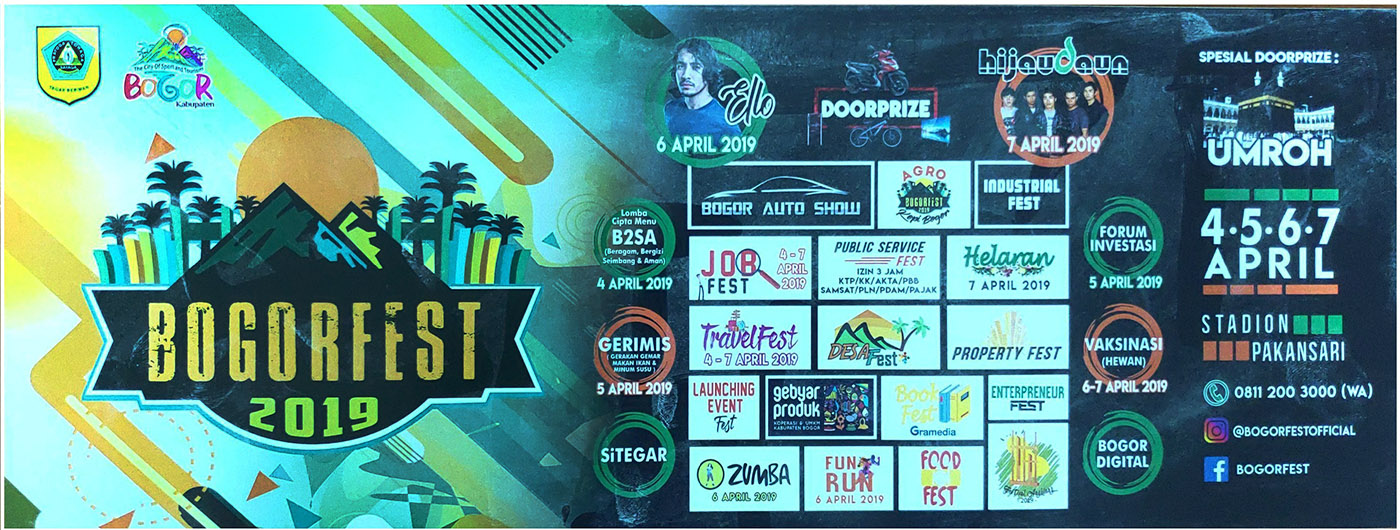 TEGAR BERIMAN
The City Of Sport and Tourism
BOGOR
Kabupaten
BOGORFEST
2019
Ello
6 APRIL 2019
DOORPRIZE
hijaudaun
7 APRIL 2019
BOGOR AUTO SHOW
AGRO
BOGORFEST
2019
Kopi Bogor
INDUSTRIAL
FEST
Lomba
Cipta Menu
B2SA
(Beragam, Bergizi
Seimbang & Aman)
4 APRIL 2019
JOB
FEST
4 - 7
APRIL
2019
PUBLIC SERVICE
FEST
IZIN 3 JAM
KTP/KK/AKTA/PBB
SAMSAT/PLN/PDAM/PAJAK
Helaran
7 APRIL 2019
FORUM
INVESTASI
5 APRIL 2019
GERIMIS
( GERAKAN GEMAR
MAKAN IKAN &
MINUM SUSU )
5 APRIL 2019
TravelFest
4 - 7 APRIL 2019
DESA
Fest
PROPERTY FEST
VAKSINASI
(HEWAN)
6-7 APRIL 2019
LAUNCHING
EVENT
Fest
gebyar
produk
KOPERASI & UMKM
KABUPATEN BOGOR
Book
Fest
Gramedia
ENTERPRENEUR
FEST
SiTEGAR
ZUMBA
6 APRIL 2019
FUN
RUN
6 APRIL 2019
FOOD
FEST
2019
BOGOR
DIGITAL
SPESIAL DOORPRIZE :
UMROH
4·5·6·7
APRIL
STADION
PAKANSARI
0811 200 3000 (WA)
@BOGORFESTOFFICIAL
BOGORFEST